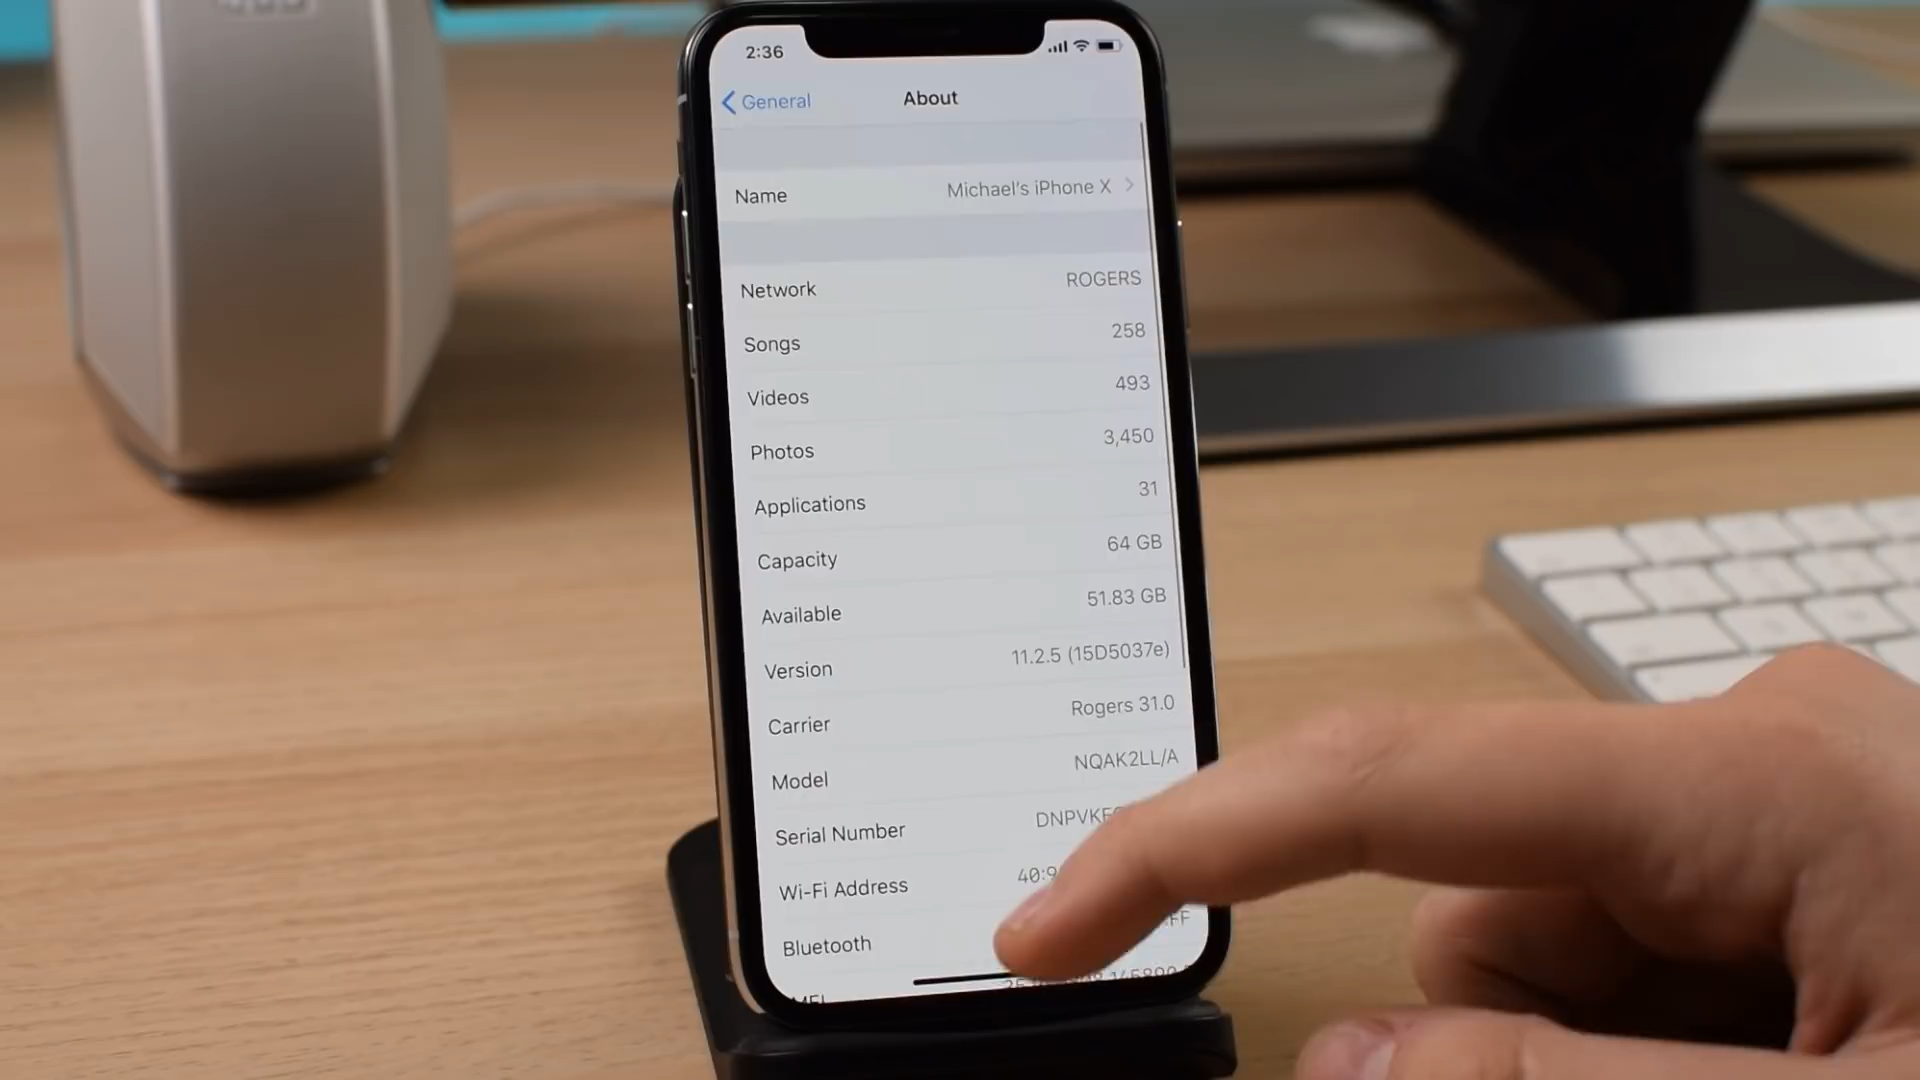 2:36
General
About
Name Michael's iPhone X
Network ROGERS
Songs 258
Videos 493
Photos 3,450
Applications 31
Capacity 64 GB
Available 51.83 GB
Version 11.2.5 (15D5037e)
Carrier Rogers 31.0
Model NQAK2LL/A
Serial Number
Wi-Fi Address
Bluetooth